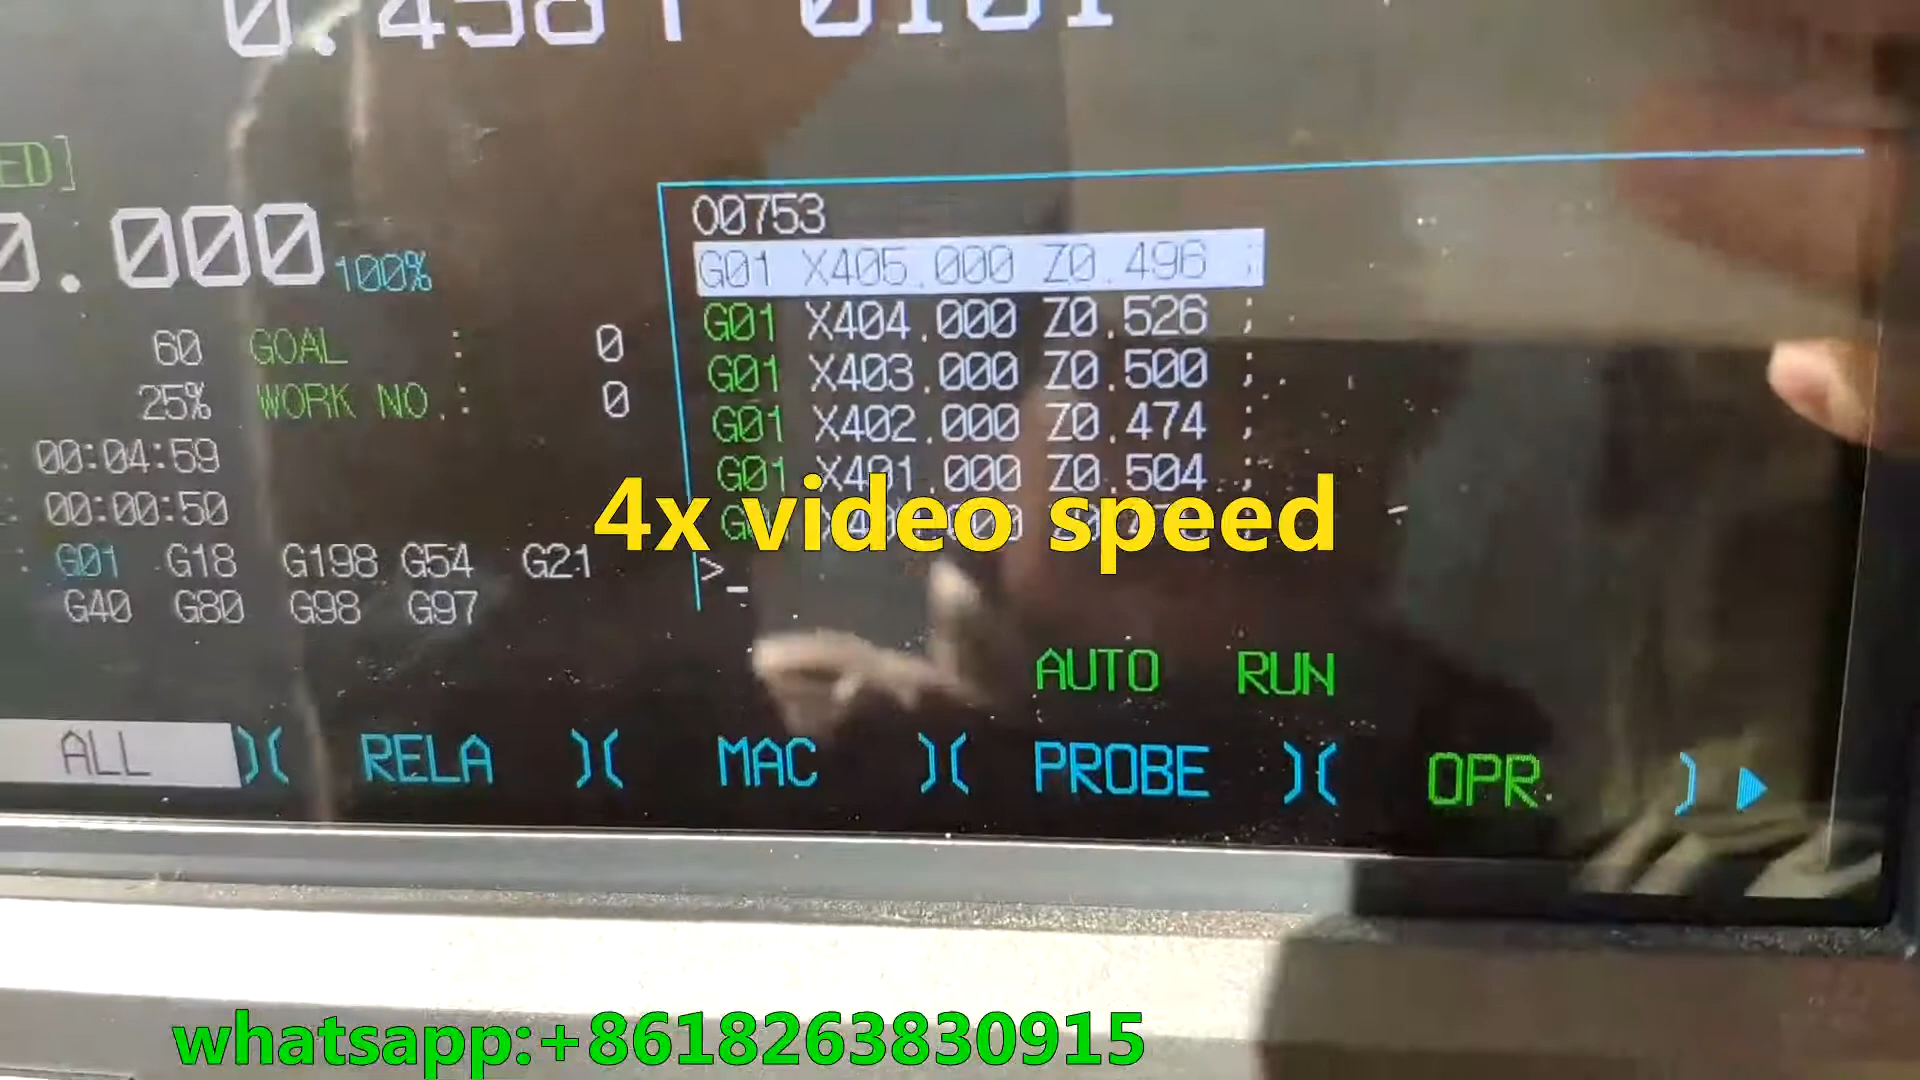 ED]
0.000 100%
60 GOAL : 0
25% WORK NO.: 0
00:04:59
00:00:50
G01 G18 G198 G54 G21
G40 G80 G98 G97
O0753
G01 X405.000 Z0.496 ;
G01 X404.000 Z0.526 ;
G01 X403.000 Z0.500 ;
G01 X402.000 Z0.474 ;
G01 X401.000 Z0.504 ;
>_
4x video speed
AUTO RUN
ALL )( RELA )( MAC )( PROBE )( OPR )
whatsapp:+8618263830915